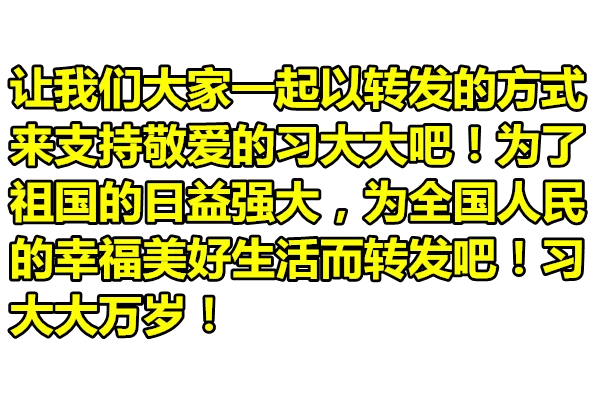 让我们大家一起以转发的方式
来支持敬爱的习大大吧！为了
祖国的日益强大，为全国人民
的幸福美好生活而转发吧！习
大大万岁！